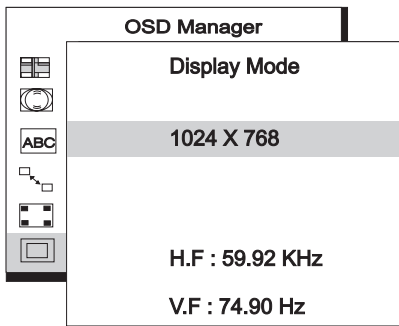 OSD Manager
Display Mode
ABC
1024 X 768
H.F : 59.92 KHz
V.F : 74.90 Hz